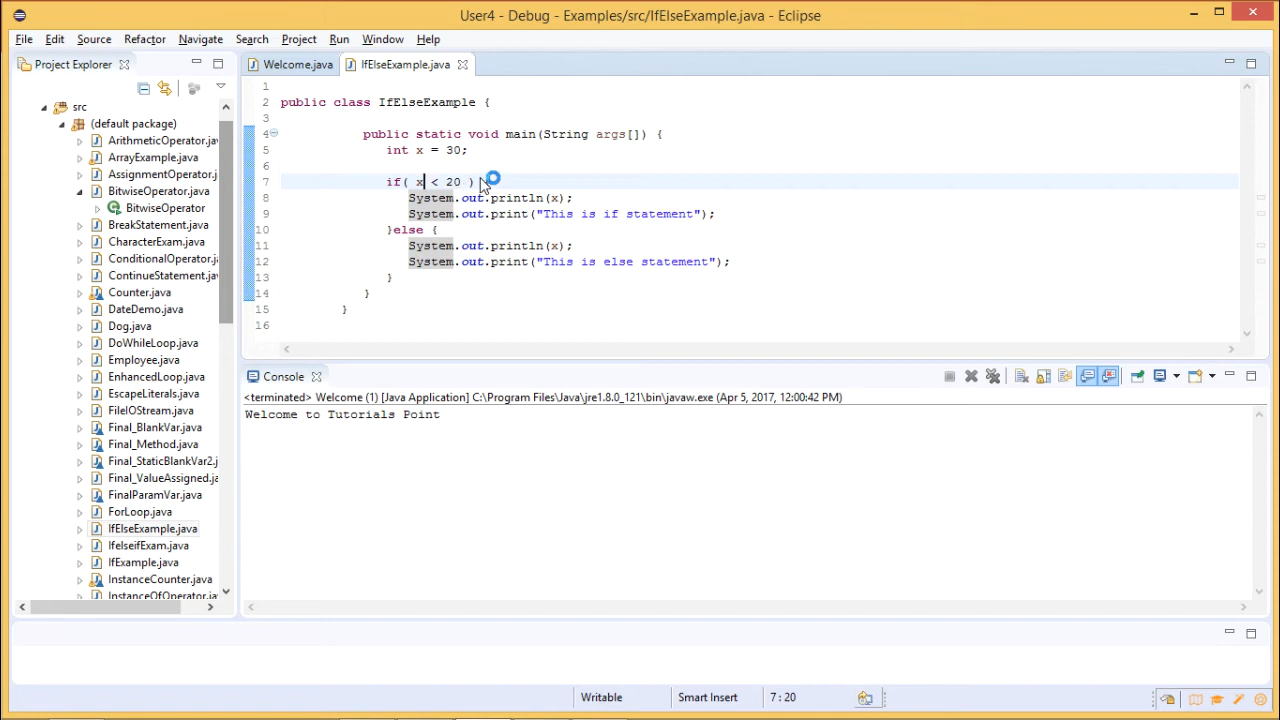 User4 - Debug - Examples/src/IfElseExample.java - Eclipse
File Edit Source Refactor Navigate Search Project Run Window Help
Project Explorer
src
(default package)
ArithmeticOperator.jav
ArrayExample.java
AssignmentOperator.j
BitwiseOperator.java
BitwiseOperator
BreakStatement.java
CharacterExam.java
ConditionalOperator.j
ContinueStatement.jav
Counter.java
DateDemo.java
Dog.java
DoWhileLoop.java
Employee.java
EnhancedLoop.java
EscapeLiterals.java
FileIOStream.java
Final_BlankVar.java
Final_Method.java
Final_StaticBlankVar2.j
Final_ValueAssigned.ja
FinalParamVar.java
ForLoop.java
IfElseExample.java
IfelseifExam.java
IfExample.java
InstanceCounter.java
InstanceOfOperator.ja
Welcome.java IfElseExample.java
1
2 public class IfElseExample {
3
4 public static void main(String args[]) {
5 int x = 30;
6
7 if( x < 20 )
8 System.out.println(x);
9 System.out.print("This is if statement");
10 }else {
11 System.out.println(x);
12 System.out.print("This is else statement");
13 }
14 }
15 }
16
Console
<terminated> Welcome (1) [Java Application] C:\Program Files\Java\jre1.8.0_121\bin\javaw.exe (Apr 5, 2017, 12:00:42 PM)
Welcome to Tutorials Point
Writable Smart Insert 7 : 20